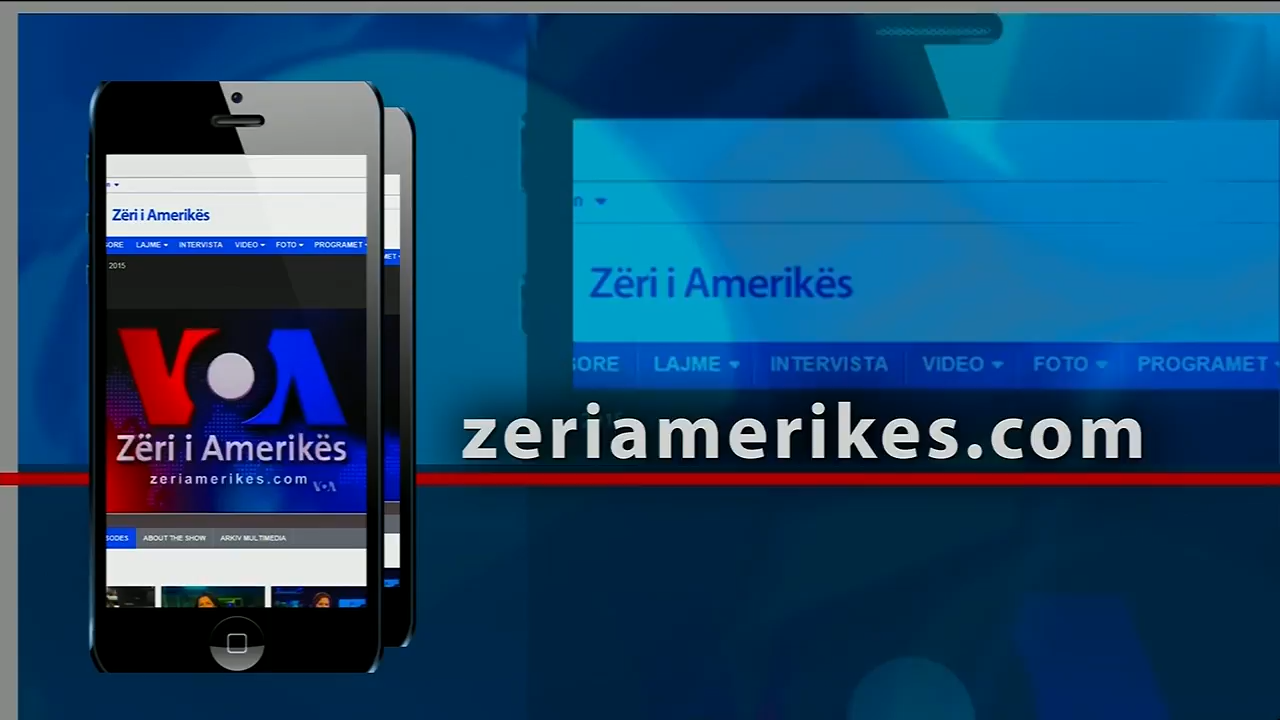 Zëri i Amerikës
LAJME INTERVISTA VIDEO FOTO PROGRAMET
2015
VOA
Zëri i Amerikës
zeriamerikes.com
VOA
ABOUT THE SHOW ARKIV MULTIMEDIA
Zëri i Amerikës
LAJME INTERVISTA VIDEO FOTO PROGRAMET
zeriamerikes.com